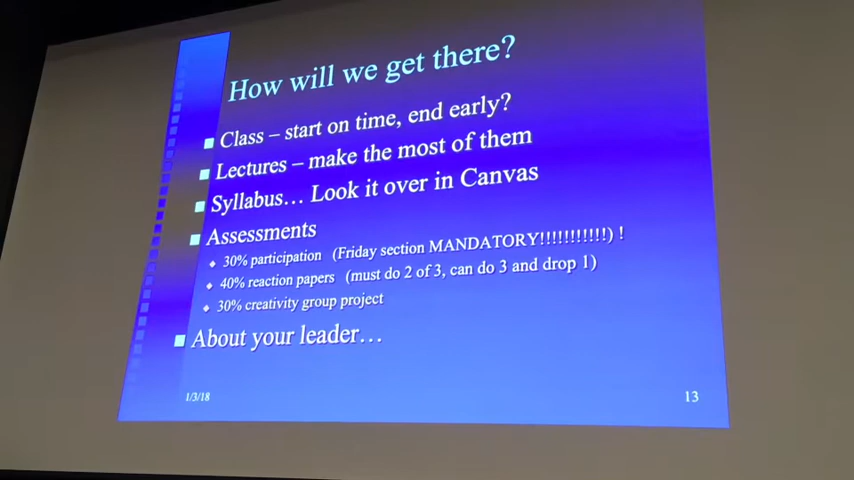 How will we get there?
Class – start on time, end early?
Lectures – make the most of them
Syllabus… Look it over in Canvas
Assessments
30% participation (Friday section MANDATORY!!!!!!!!!!!) !
40% reaction papers (must do 2 of 3, can do 3 and drop 1)
30% creativity group project
About your leader…
1/3/18
13